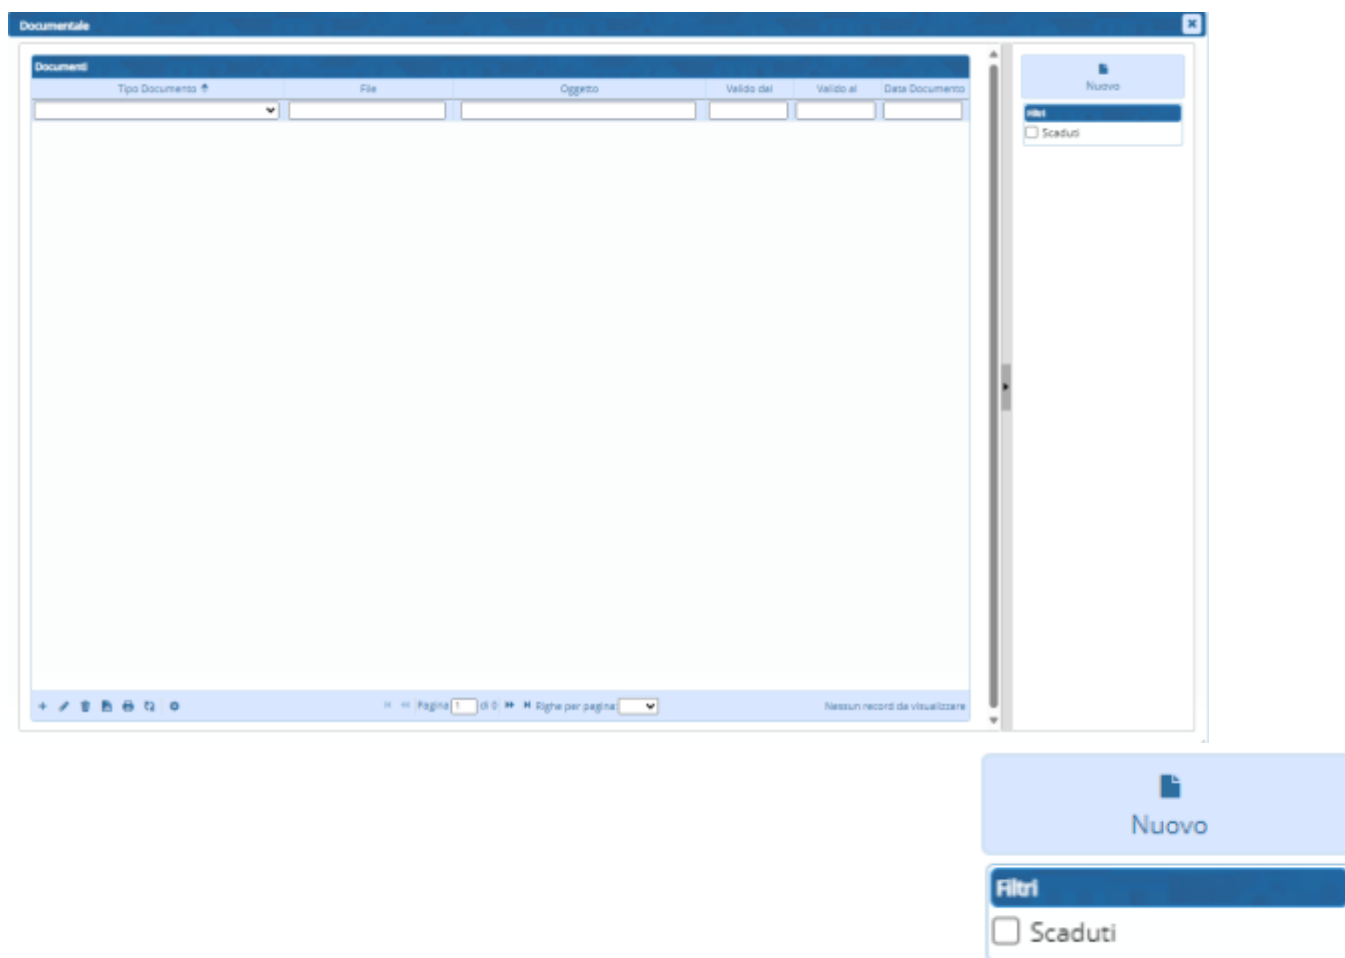 Documentale
Documenti
Tipo Documento File Oggetto Valido dal Valido al Data Documento
Nuovo
Filtri
Scaduti
Pagina 1 di 0 Righe per pagina: Nessun record da visualizzare
Nuovo
Filtri
Scaduti